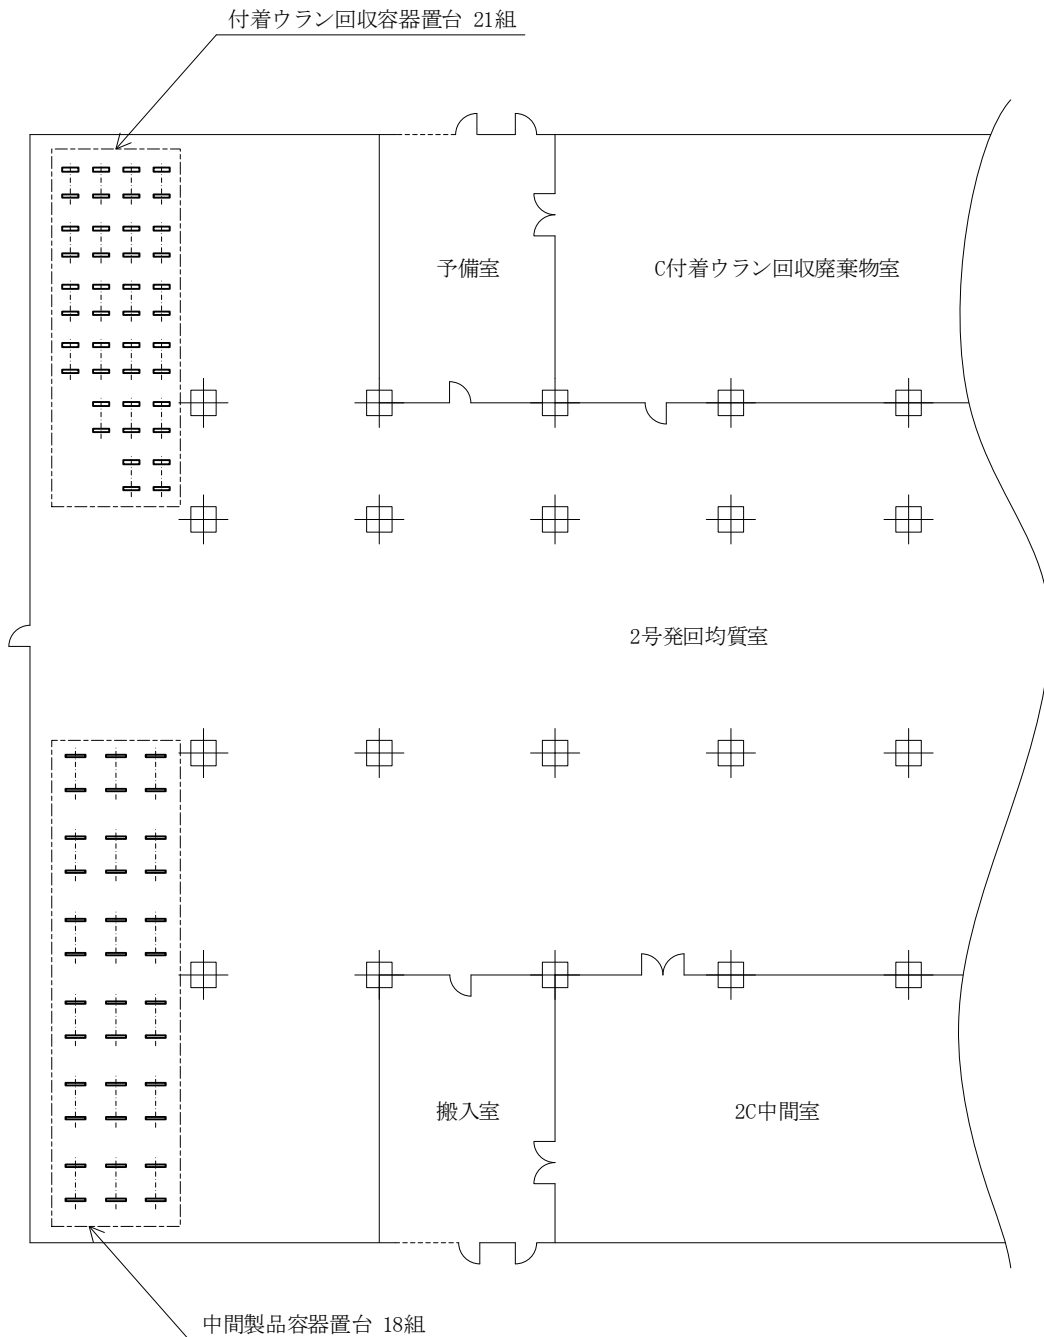 付着ウラン回収容器置台 21組
予備室
C付着ウラン回収廃棄物室
2号発回均質室
搬入室
2C中間室
中間製品容器置台 18組